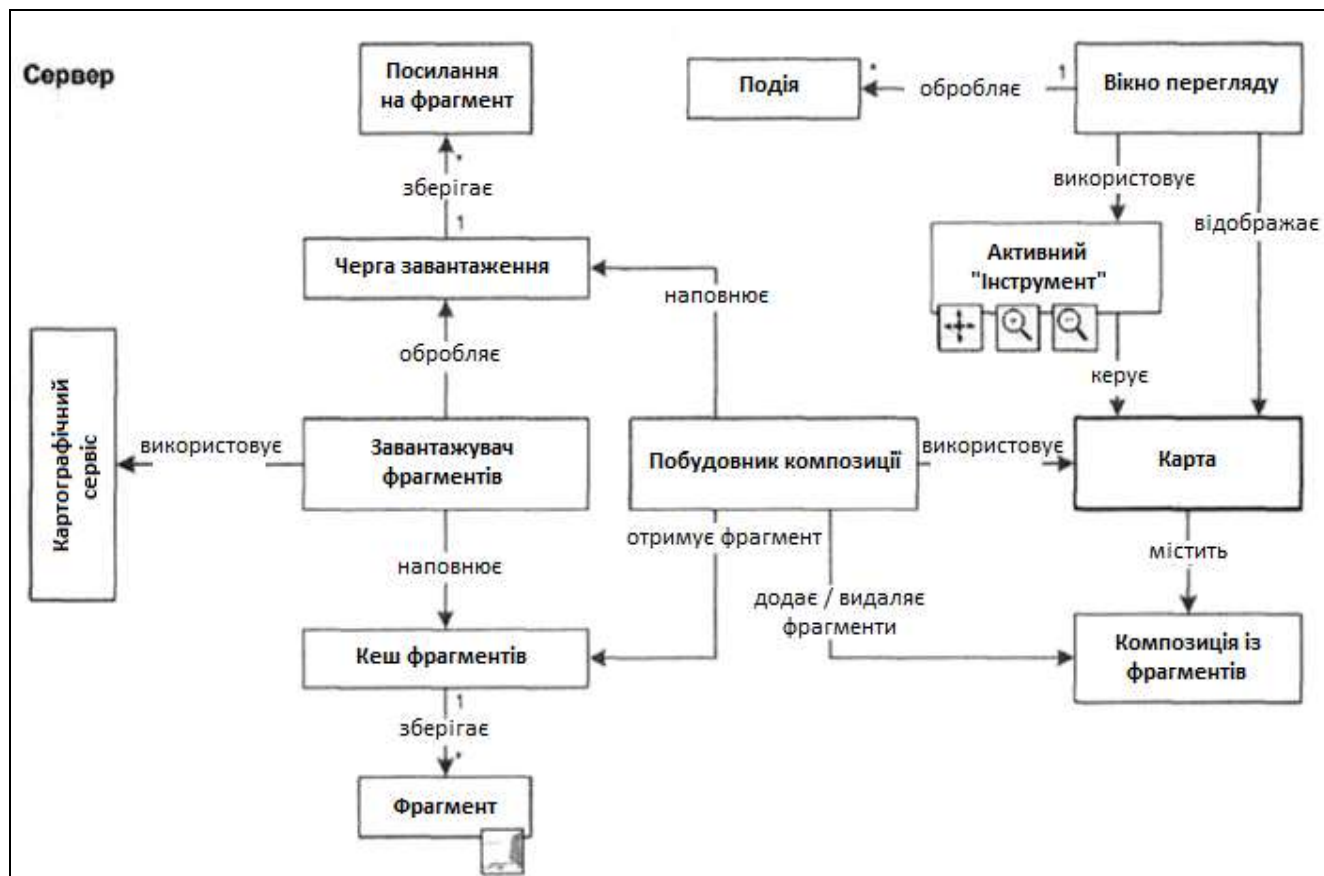 Сервер
Посилання
на фрагмент
Подія
*
обробляє
1
Вікно перегляду
*
зберігає
1
використовує
відображає
Черга завантаження
наповнює
Активний
"Інструмент"
обробляє
керує
Картографічний
сервіс
використовує
Завантажувач
фрагментів
Побудовник композиції
використовує
Карта
отримує фрагмент
містить
наповнює
додає / видаляє
фрагменти
Кеш фрагментів
Композиція із
фрагментів
1
зберігає
*
Фрагмент